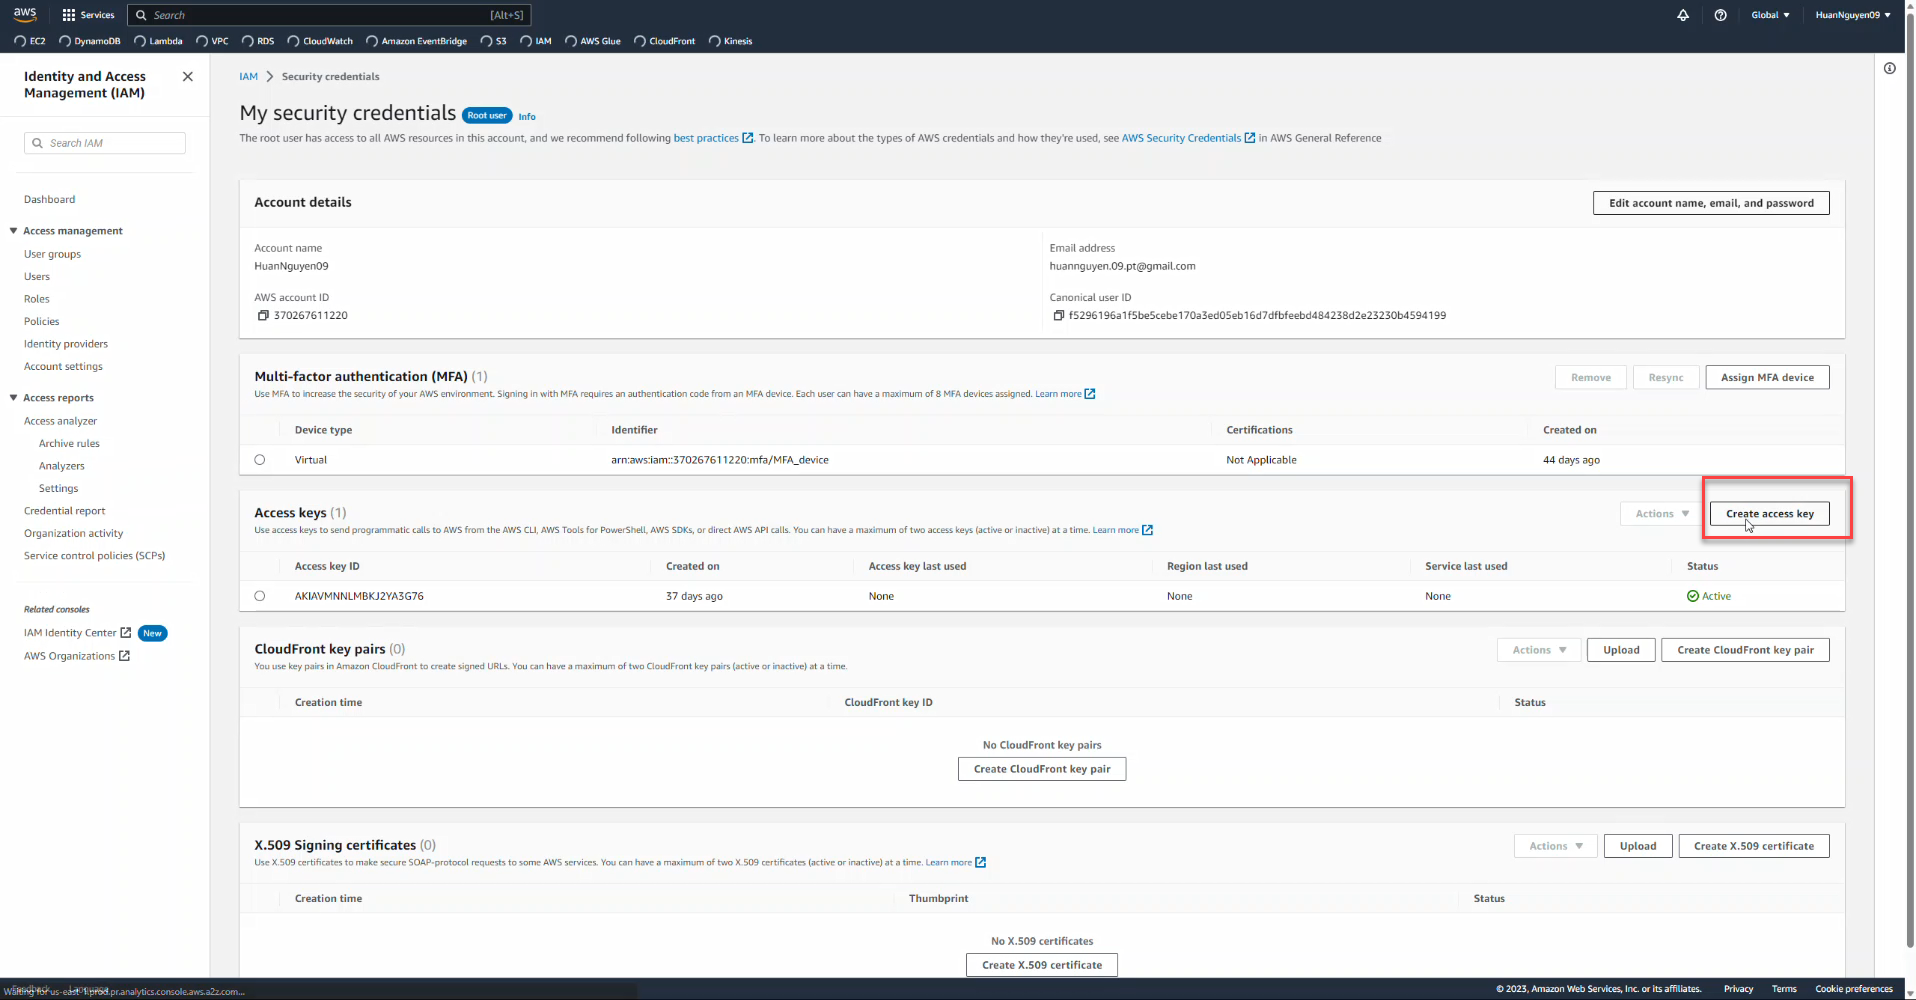 aws
Services
Search
[Alt+S]
Global
HuanNguyen09
EC2
DynamoDB
Lambda
VPC
RDS
CloudWatch
Amazon EventBridge
S3
IAM
AWS Glue
CloudFront
Kinesis
Identity and Access
Management (IAM)
Search IAM
Dashboard
Access management
User groups
Users
Roles
Policies
Identity providers
Account settings
Access reports
Access analyzer
Archive rules
Analyzers
Settings
Credential report
Organization activity
Service control policies (SCPs)
Related consoles
IAM Identity Center New
AWS Organizations
IAM > Security credentials
My security credentials Root user Info
The root user has access to all AWS resources in this account, and we recommend following best practices . To learn more about the types of AWS credentials and how they're used, see AWS Security Credentials in AWS General Reference
Account details
Edit account name, email, and password
Account name
HuanNguyen09
Email address
huannguyen.09.pt@gmail.com
AWS account ID
370267611220
Canonical user ID
f5296196a1f5be5cebe170a3ed05eb16d7dfbfeebd484238d2e23230b4594199
Multi-factor authentication (MFA) (1)
Use MFA to increase the security of your AWS environment. Signing in with MFA requires an authentication code from an MFA device. Each user can have a maximum of 8 MFA devices assigned. Learn more
Remove
Resync
Assign MFA device
Device type Identifier Certifications Created on
Virtual arn:aws:iam::370267611220:mfa/MFA_device Not Applicable 44 days ago
Access keys (1)
Use access keys to send programmatic calls to AWS from the AWS CLI, AWS Tools for PowerShell, AWS SDKs, or direct AWS API calls. You can have a maximum of two access keys (active or inactive) at a time. Learn more
Actions
Create access key
Access key ID Created on Access key last used Region last used Service last used Status
AKIAVMNNLMBKJ2YA3G76 37 days ago None None None Active
CloudFront key pairs (0)
You use key pairs in Amazon CloudFront to create signed URLs. You can have a maximum of two CloudFront key pairs (active or inactive) at a time.
Actions
Upload
Create CloudFront key pair
Creation time CloudFront key ID Status
No CloudFront key pairs
Create CloudFront key pair
X.509 Signing certificates (0)
Use X.509 certificates to make secure SOAP-protocol requests to some AWS services. You can have a maximum of two X.509 certificates (active or inactive) at a time. Learn more
Actions
Upload
Create X.509 certificate
Creation time Thumbprint Status
No X.509 certificates
Create X.509 certificate
Waiting for us-east-1.prod.pr.analytics.console.aws.a2z.com...
© 2023, Amazon Web Services, Inc. or its affiliates.
Privacy
Terms
Cookie preferences